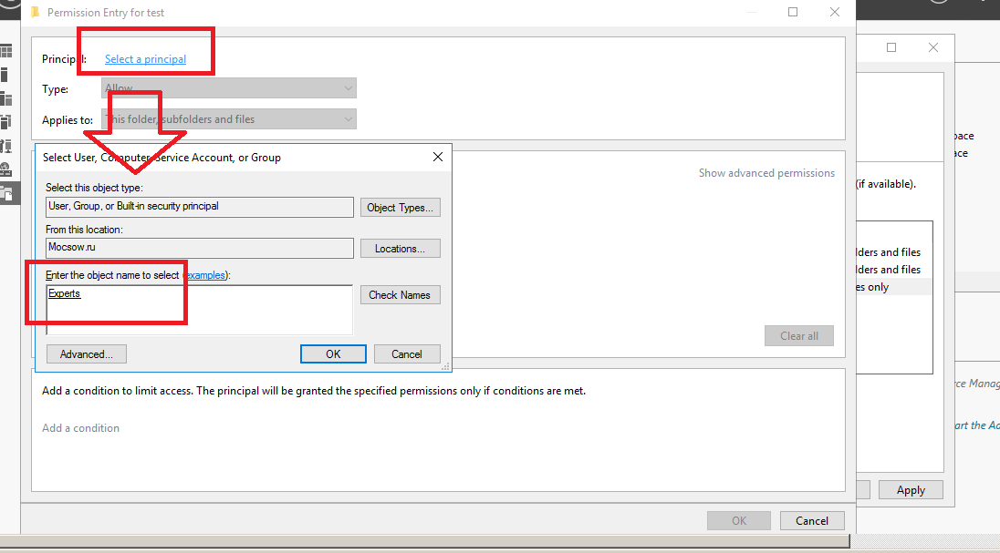 Permission Entry for test
Principal:
Select a principal
Type:
Allow
Applies to:
This folder, subfolders and files
Select User, Computer, Service Account, or Group
Select this object type:
User, Group, or Built-in security principal
Object Types...
From this location:
Mocsow.ru
Locations...
Enter the object name to select (examples):
Experts
Check Names
Advanced...
OK
Cancel
Show advanced permissions
Clear all
Add a condition to limit access. The principal will be granted the specified permissions only if conditions are met.
Add a condition
OK
Cancel
(if available).
lders and files
lders and files
es only
Apply
pace
ace
rce Manag
art the Ad